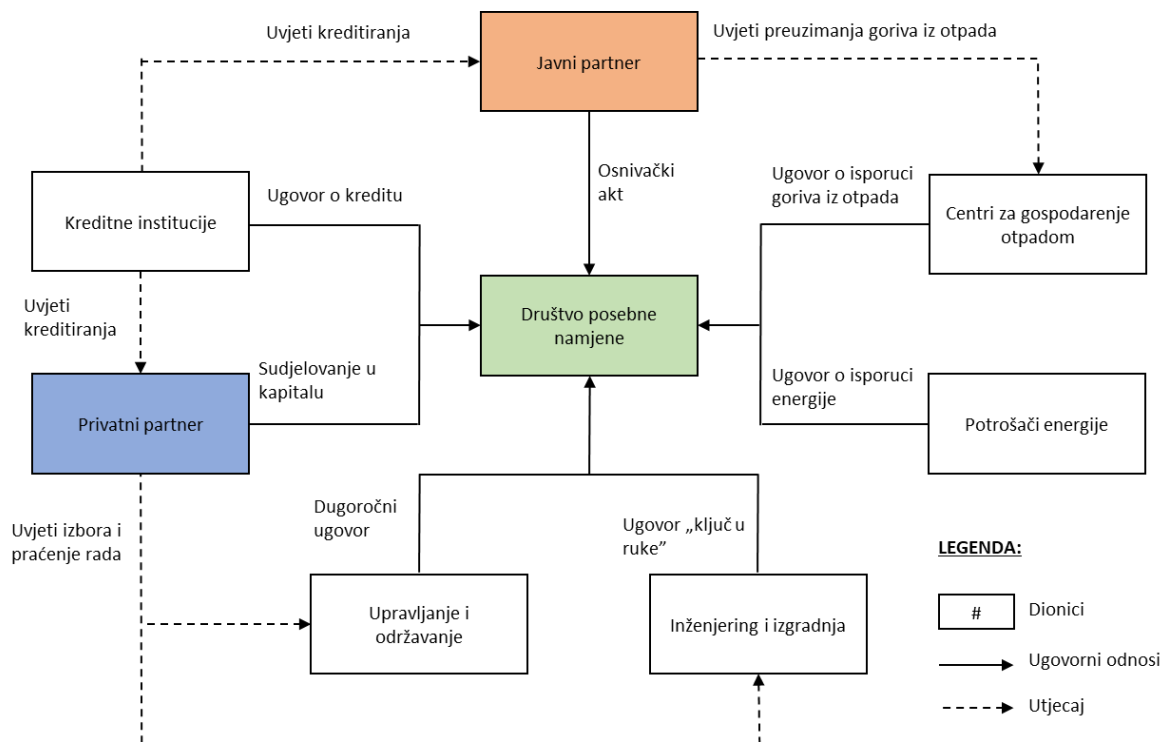 Uvjeti kreditiranja
Uvjeti preuzimanja goriva iz otpada
Javni partner
Osnivački
akt
Ugovor o isporuci
goriva iz otpada
Kreditne institucije
Ugovor o kreditu
Centri za gospodarenje
otpadom
Uvjeti
kreditiranja
Društvo posebne
namjene
Sudjelovanje u
kapitalu
Ugovor o isporuci
energije
Privatni partner
Potrošači energije
Uvjeti izbora i
praćenje rada
Dugoročni
ugovor
Ugovor „ključ u
ruke”
Upravljanje i
održavanje
Inženjering i izgradnja
LEGENDA:
# Dionici
Ugovorni odnosi
Utjecaj